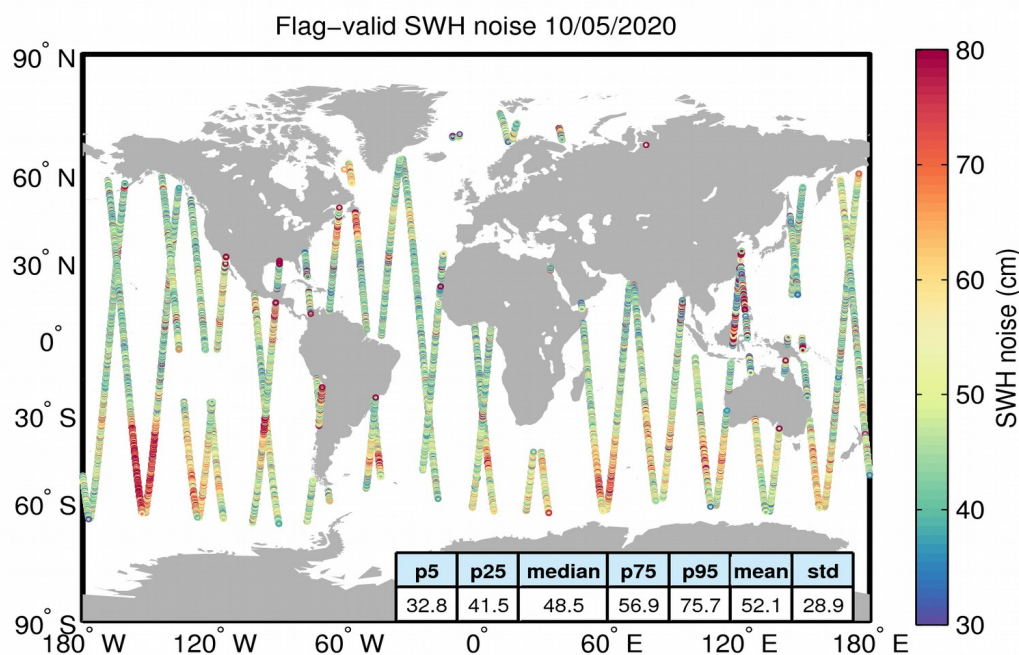 Flag−valid SWH noise 10/05/2020
90° N
60° N
30° N
0°
30° S
60° S
90° S
180° W
120° W
60° W
0°
60° E
120° E
180° E
p5 p25 median p75 p95 mean std
32.8 41.5 48.5 56.9 75.7 52.1 28.9
80
70
60
50
40
30
SWH noise (cm)